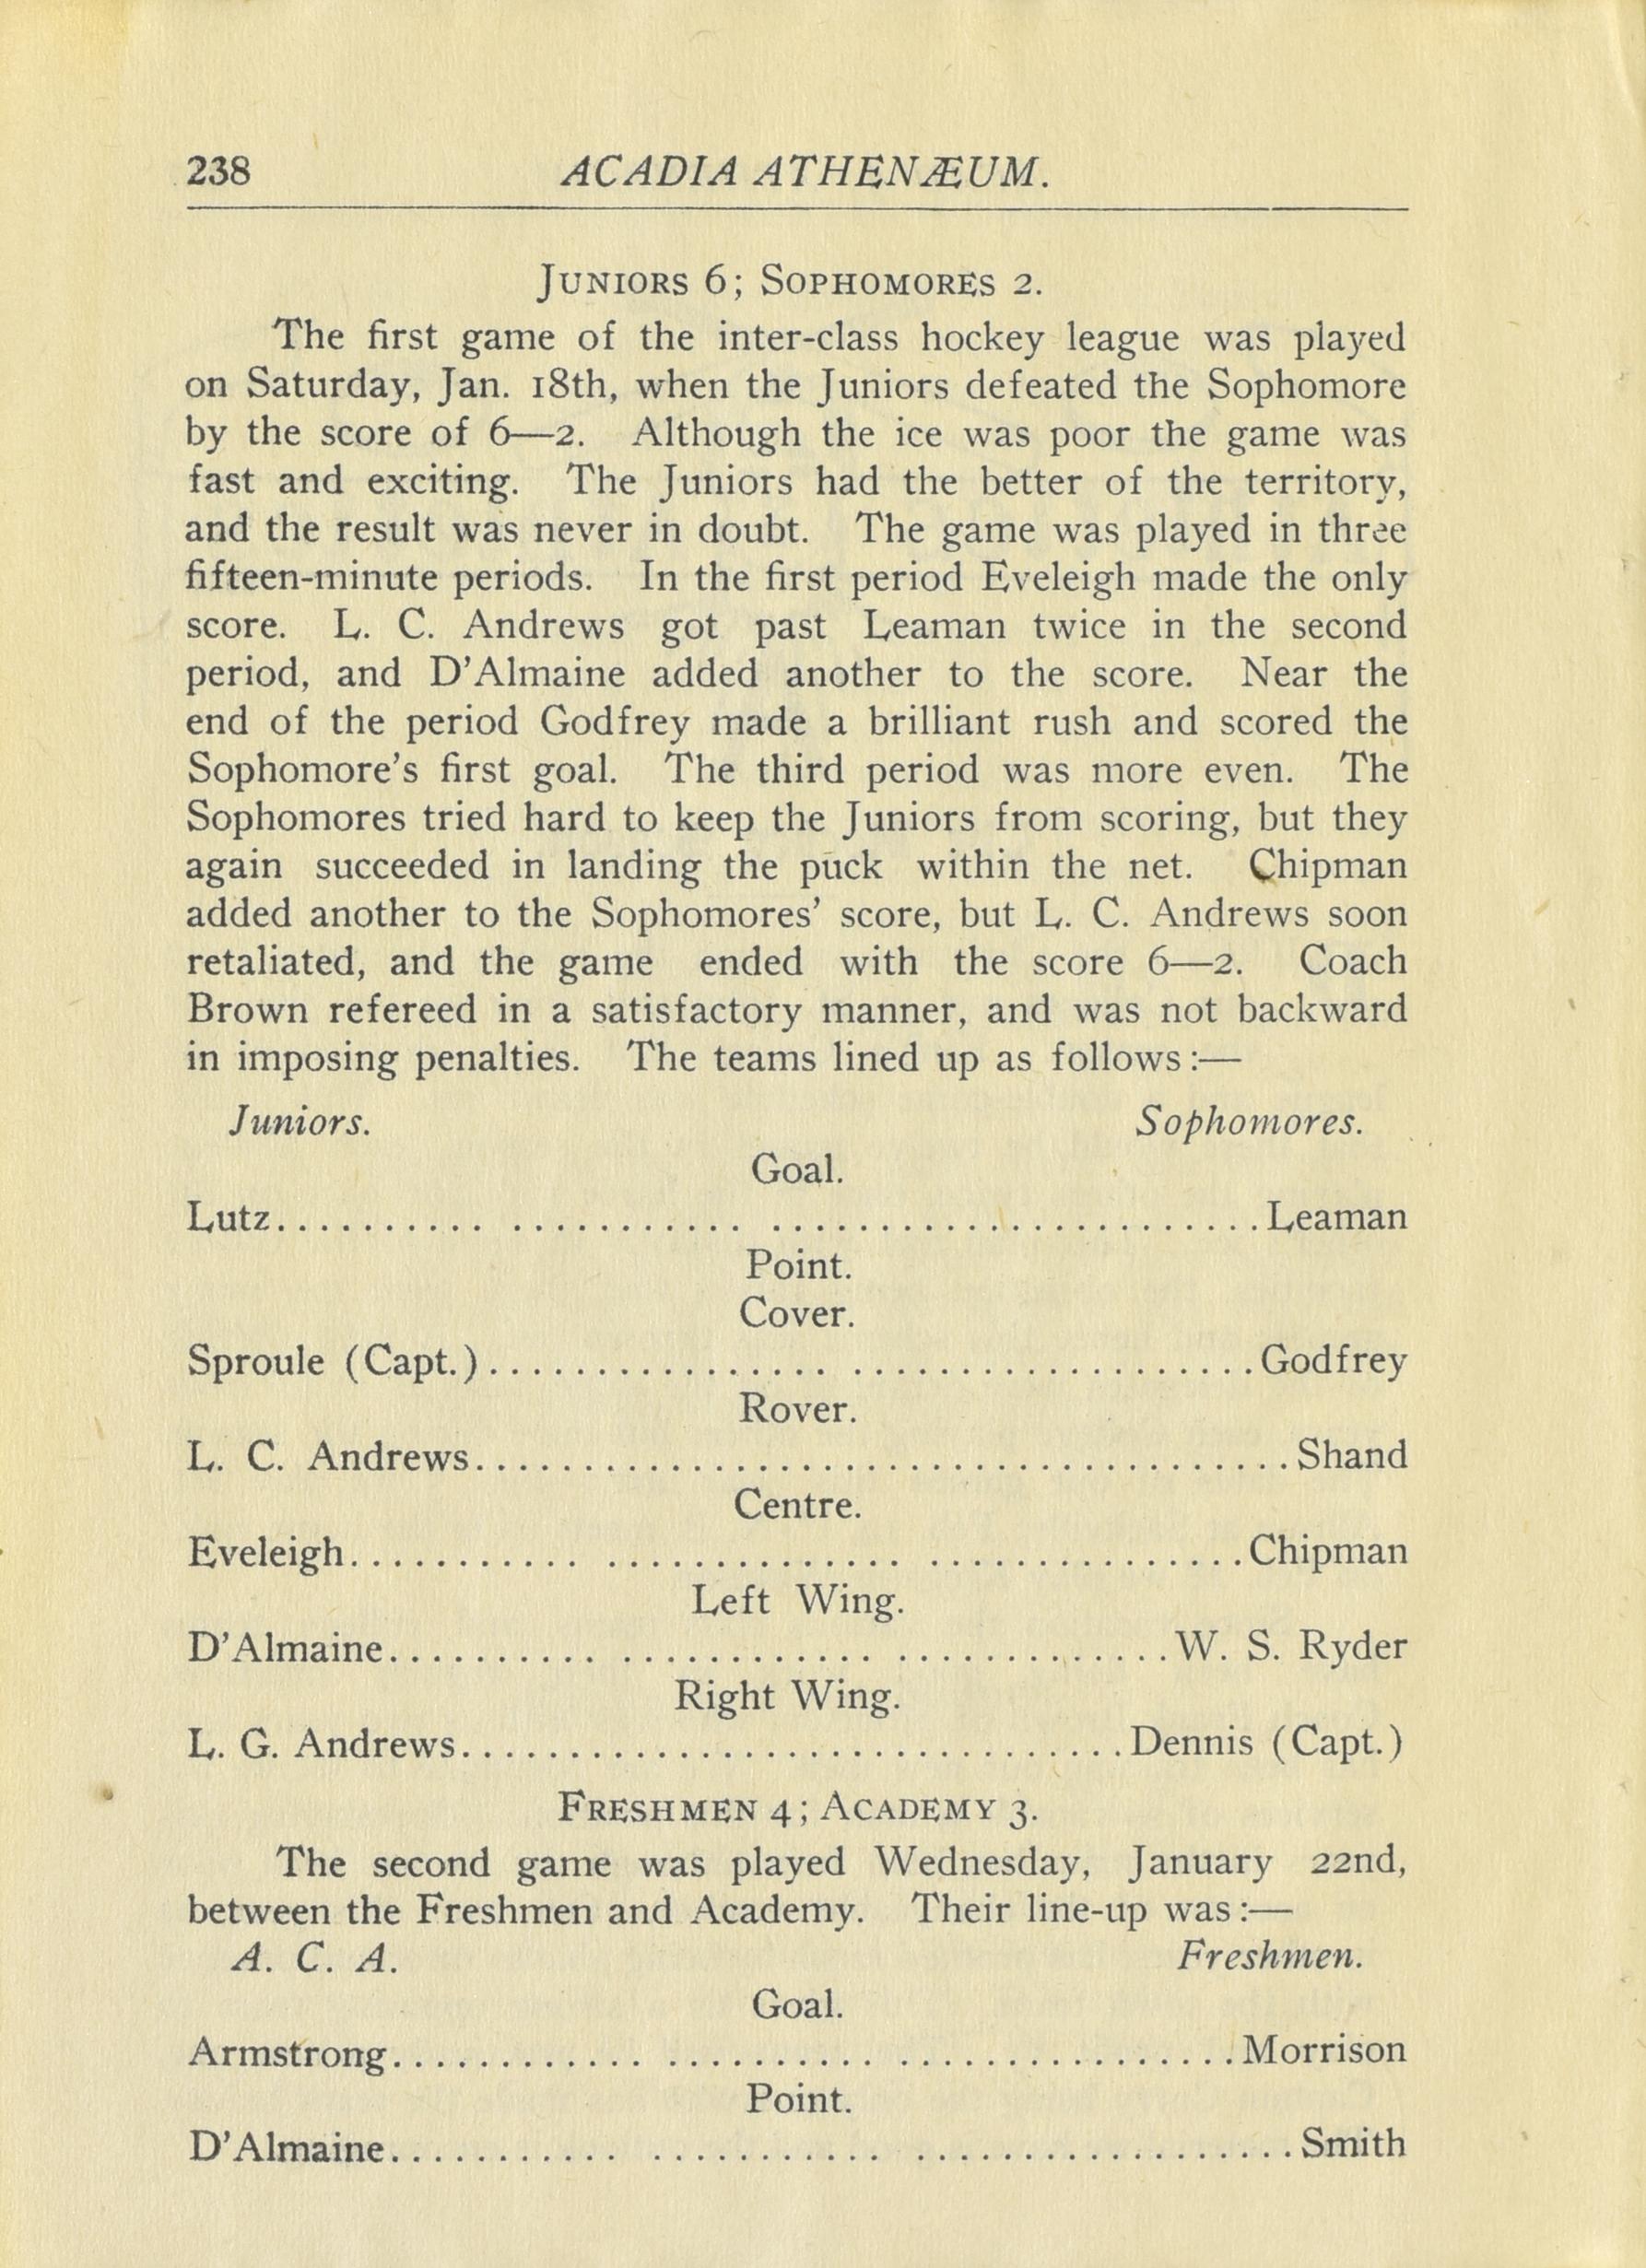 238 ACADIA ATHENÆUM.
JUNIORS 6; SOPHOMORES 2.
The first game of the inter-class hockey league was played
on Saturday, Jan. 18th, when the Juniors defeated the Sophomore
by the score of 6—2. Although the ice was poor the game was
fast and exciting. The Juniors had the better of the territory,
and the result was never in doubt. The game was played in three
fifteen-minute periods. In the first period Eveleigh made the only
score. L. C. Andrews got past Leaman twice in the second
period, and D'Almaine added another to the score. Near the
end of the period Godfrey made a brilliant rush and scored the
Sophomore's first goal. The third period was more even. The
Sophomores tried hard to keep the Juniors from scoring, but they
again succeeded in landing the puck within the net. Chipman
added another to the Sophomores' score, but L. C. Andrews soon
retaliated, and the game ended with the score 6—2. Coach
Brown refereed in a satisfactory manner, and was not backward
in imposing penalties. The teams lined up as follows:—
Juniors. Sophomores.
Goal.
Lutz.......... ........... .......................Leaman
Point.
Cover.
Sproule (Capt.)................ ...................Godfrey
Rover.
L. C. Andrews......................................Shand
Centre.
Eveleigh........... .............. ...............Chipman
Left Wing.
D'Almaine.......... ............ .............W. S. Ryder
Right Wing.
L. G. Andrews...............................Dennis (Capt.)
FRESHMEN 4; ACADEMY 3.
The second game was played Wednesday, January 22nd,
between the Freshmen and Academy. Their line-up was:—
A. C. A. Freshmen.
Goal.
Armstrong............ .......... ................Morrison
Point.
D'Almaine........... ........... ..................Smith